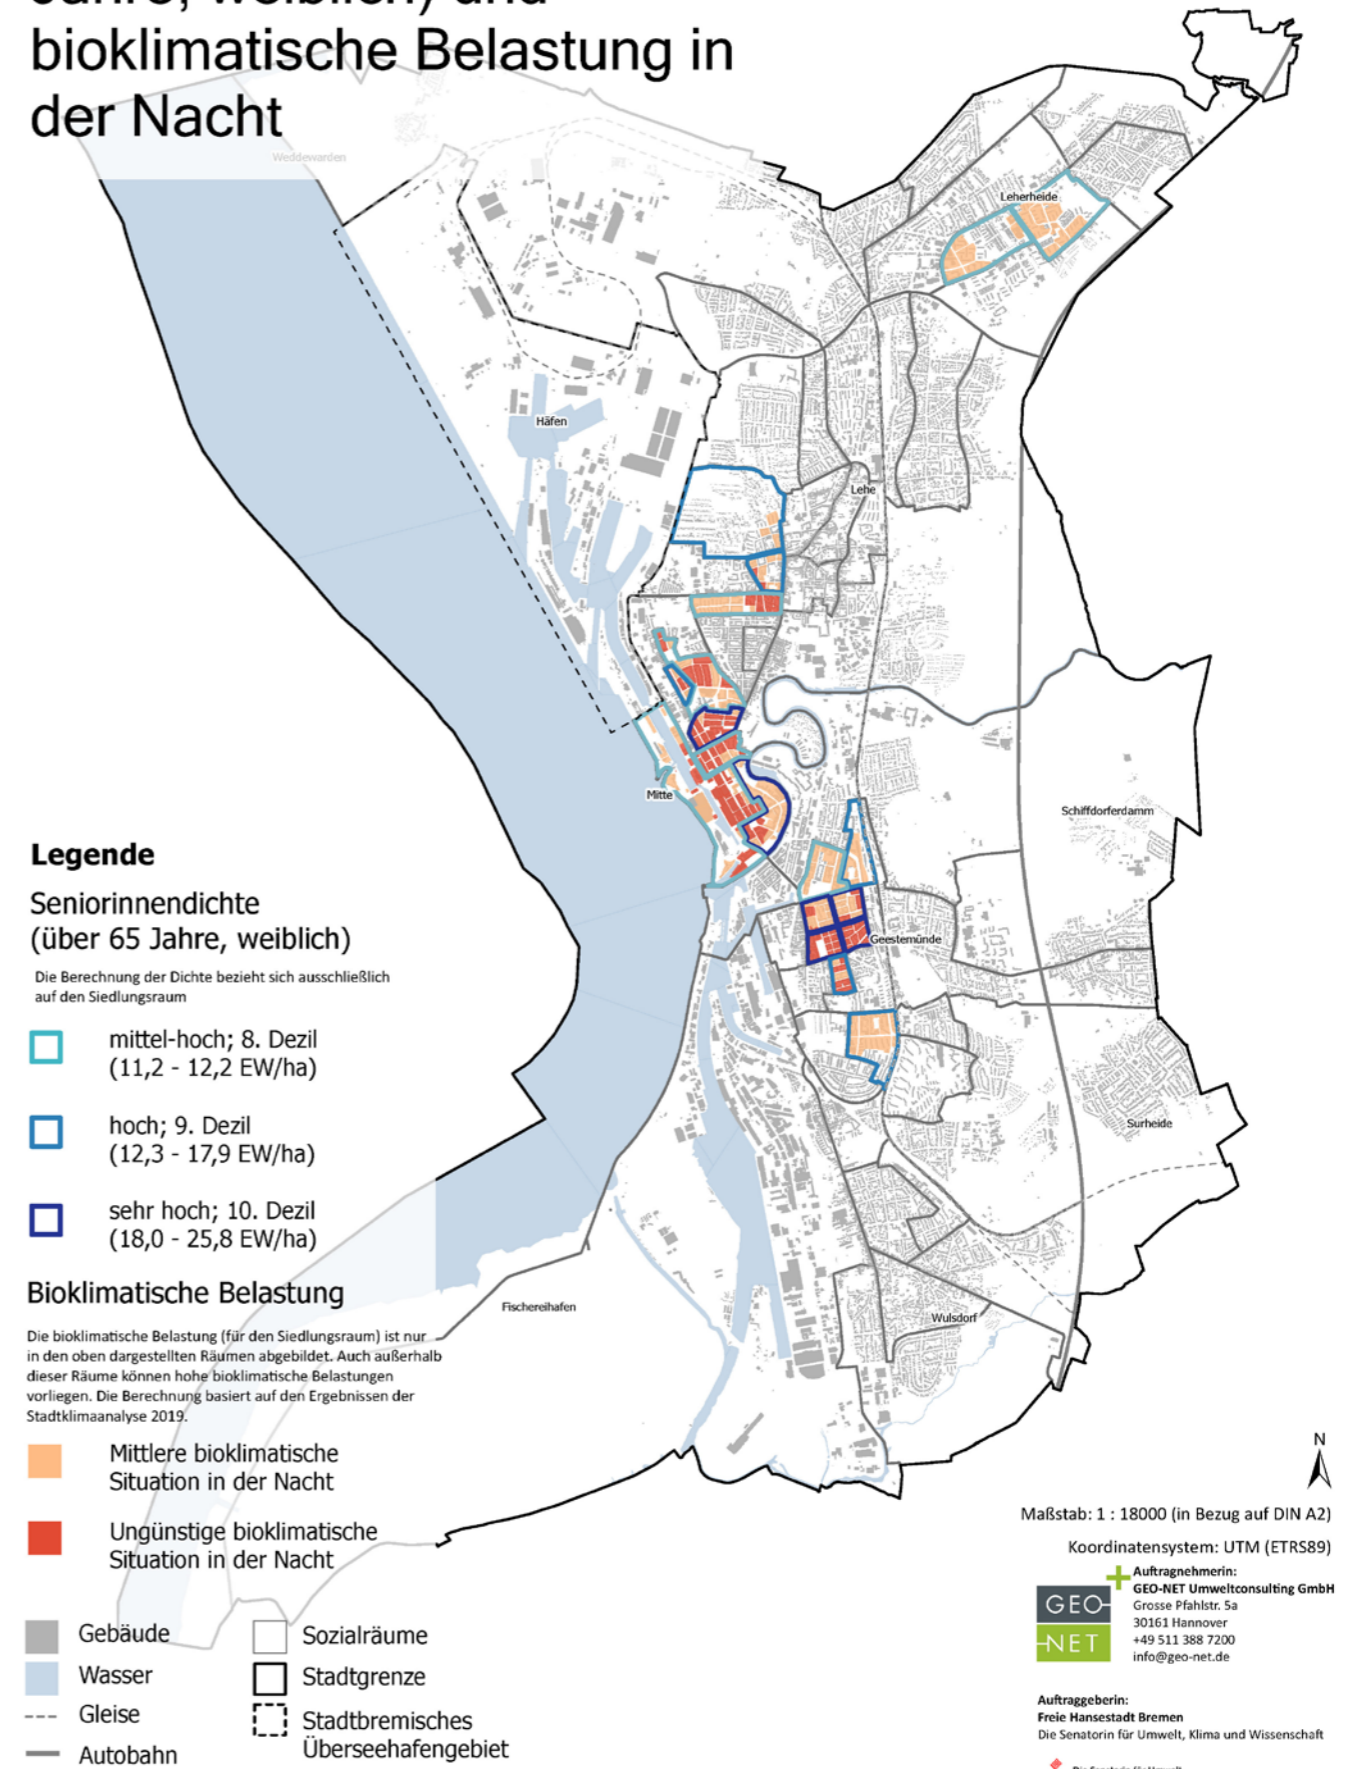 Jahre, weiblich) und
bioklimatische Belastung in
der Nacht
Weddewarden
Leherheide
Häfen
Lehe
Mitte
Schiffdorferdamm
Geestemünde
Surheide
Fischereihafen
Wulsdorf
Legende
Seniorinnendichte
(über 65 Jahre, weiblich)
Die Berechnung der Dichte bezieht sich ausschließlich
auf den Siedlungsraum
mittel-hoch; 8. Dezil
(11,2 - 12,2 EW/ha)
hoch; 9. Dezil
(12,3 - 17,9 EW/ha)
sehr hoch; 10. Dezil
(18,0 - 25,8 EW/ha)
Bioklimatische Belastung
Die bioklimatische Belastung (für den Siedlungsraum) ist nur
in den oben dargestellten Räumen abgebildet. Auch außerhalb
dieser Räume können hohe bioklimatische Belastungen
vorliegen. Die Berechnung basiert auf den Ergebnissen der
Stadtklimaanalyse 2019.
Mittlere bioklimatische
Situation in der Nacht
Ungünstige bioklimatische
Situation in der Nacht
Gebäude
Wasser
Gleise
Autobahn
Sozialräume
Stadtgrenze
Stadtbremisches
Überseehafengebiet
N
Maßstab: 1 : 18000 (in Bezug auf DIN A2)
Koordinatensystem: UTM (ETRS89)
GEO
NET
Auftragnehmerin:
GEO-NET Umweltconsulting GmbH
Grosse Pfahlstr. 5a
30161 Hannover
+49 511 388 7200
info@geo-net.de
Auftraggeberin:
Freie Hansestadt Bremen
Die Senatorin für Umwelt, Klima und Wissenschaft
Die Senatorin für Umwelt